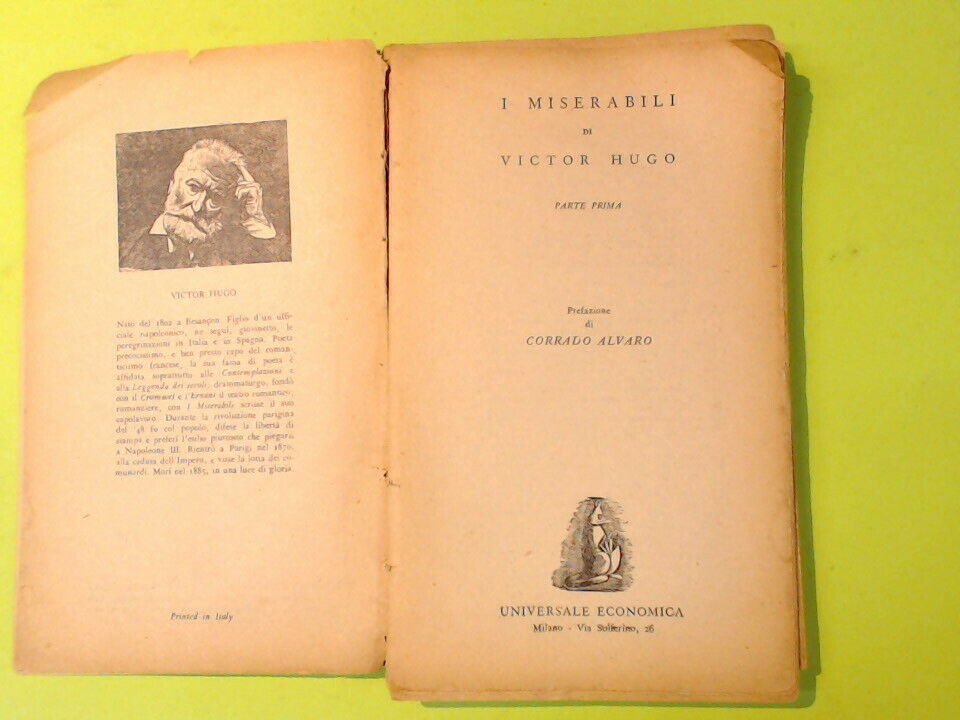 VICTOR HUGO
Nato del 1802 a Besançon. Figlio d'un uffi-
ciale napoleonico, ne seguì, giovinetto, le
peregrinazioni in Italia e in Spagna. Poeta
precocissimo, e ben presto capo del roman-
ticismo francese, la sua fama di poeta è
affidata soprattutto alle Contemplazioni e
alla Leggenda dei secoli; drammaturgo, fondò
con il Cromwel e l'Ernani il teatro romantico;
romanziere, con I Miserabili scrisse il suo
capolavoro. Durante la rivoluzione parigina
del '48 fu col popolo, difese la libertà di
stampa e preferì l'esilio piuttosto che piegarsi
a Napoleone III. Rientrò a Parigi nel 1870,
alla caduta dell'Impero, e visse la lotta dei co-
munardi. Morì nel 1885, in una luce di gloria.
Printed in Italy
I MISERABILI
DI
VICTOR HUGO
PARTE PRIMA
Prefazione
di
CORRADO ALVARO
UNIVERSALE ECONOMICA
Milano - Via Solferino, 26